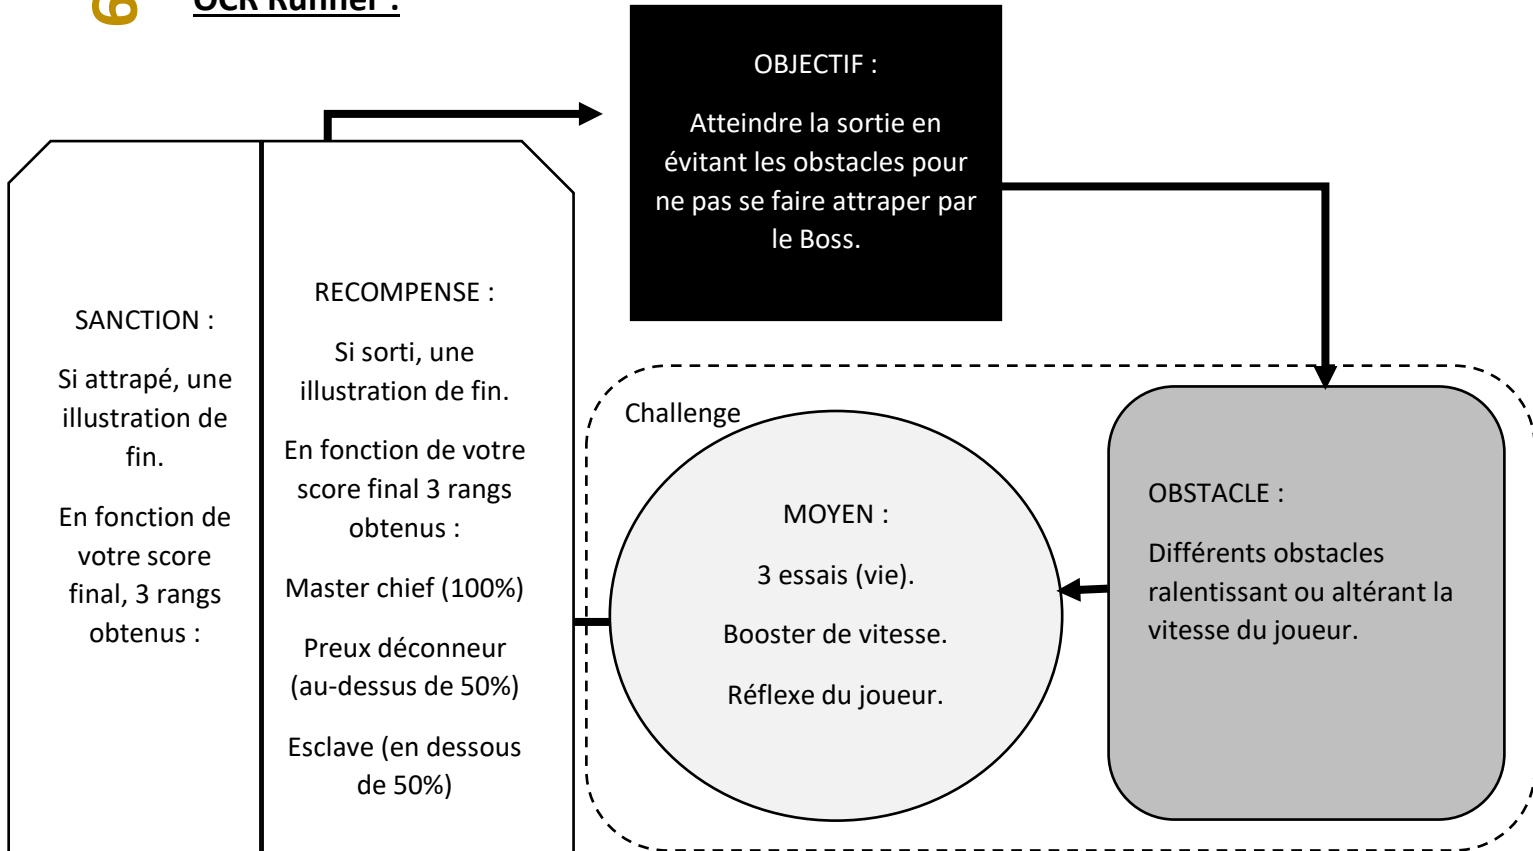 6
OCR Runner :
OBJECTIF :
Atteindre la sortie en
évitant les obstacles pour
ne pas se faire attraper par
le Boss.
SANCTION :
Si attrapé, une
illustration de
fin.
En fonction de
votre score
final, 3 rangs
obtenus :
RECOMPENSE :
Si sorti, une
illustration de fin.
En fonction de votre
score final 3 rangs
obtenus :
Master chief (100%)
Preux déconneur
(au-dessus de 50%)
Esclave (en dessous
de 50%)
Challenge
MOYEN :
3 essais (vie).
Booster de vitesse.
Réflexe du joueur.
OBSTACLE :
Différents obstacles
ralentissant ou altérant la
vitesse du joueur.